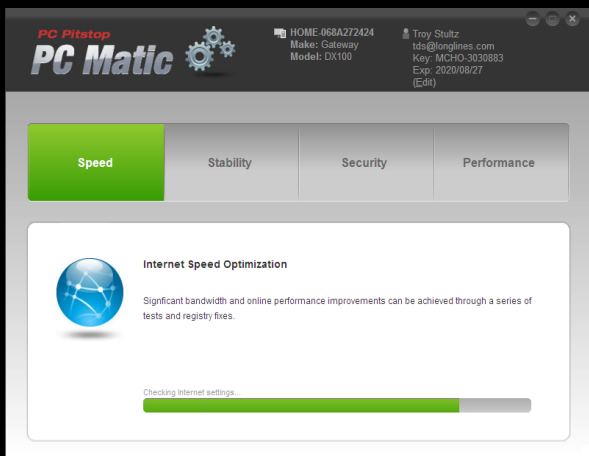 PC Pitstop
PC Matic
HOME-068A272424
Make: Gateway
Model: DX100
Troy Stultz
tds@longlines.com
Key: MCHO-3030883
Exp: 2020/08/27
(Edit)
Speed
Stability
Security
Performance
Internet Speed Optimization
Signficant bandwidth and online performance improvements can be achieved through a series of
tests and registry fixes.
Checking Internet settings...